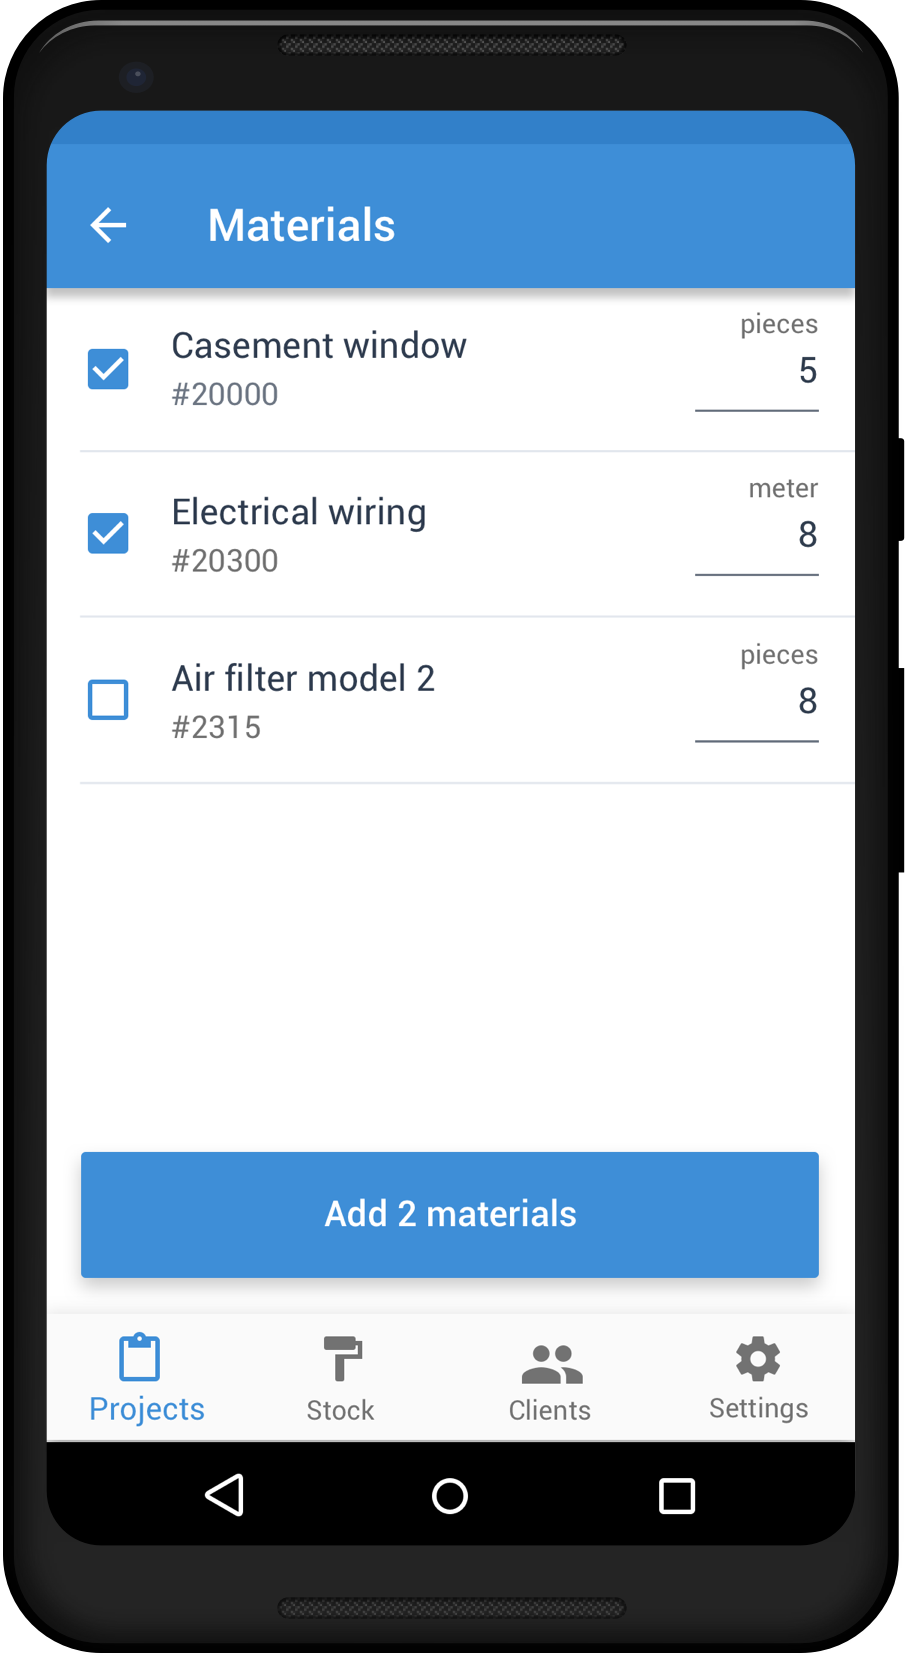 Materials
pieces
Casement window
5
#20000
meter
Electrical wiring
8
#20300
pieces
Air filter model 2
8
#2315
Add 2 materials
Projects
Stock
Clients
Settings